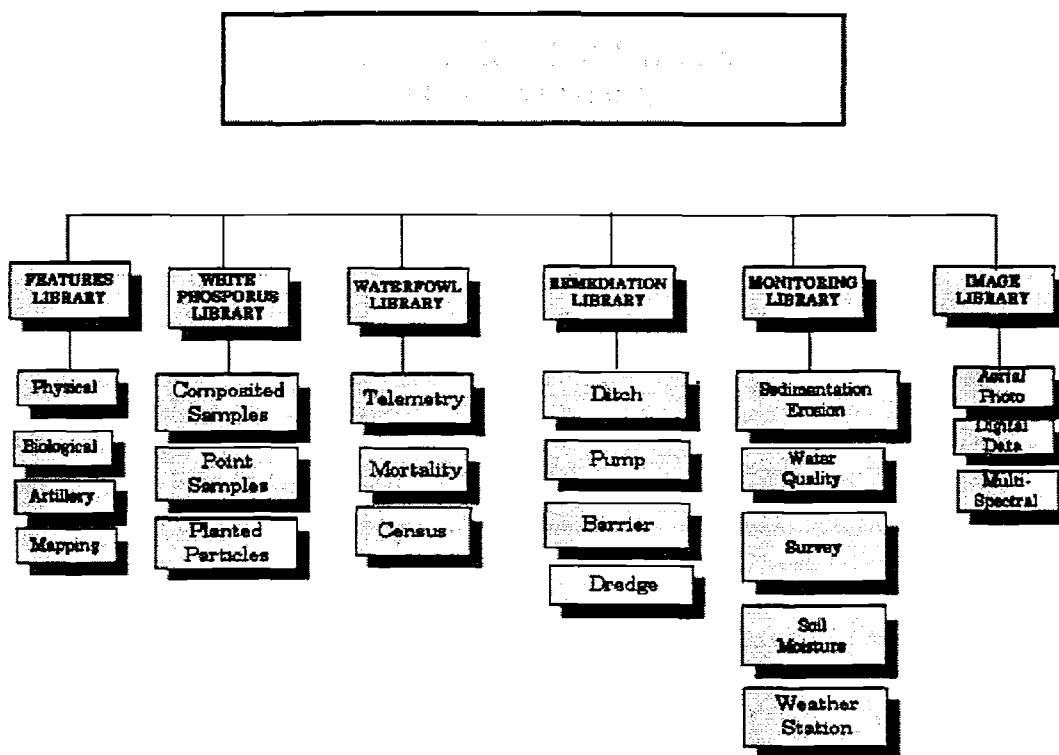 FEATURES
LIBRARY
WHITE
PHOSPORUS
LIBRARY
WATERFOWL
LIBRARY
REMEDIATION
LIBRARY
MONITORING
LIBRARY
IMAGE
LIBRARY
Physical
Biological
Artillery
Mapping
Composited
Samples
Point
Samples
Planted
Particles
Telemetry
Mortality
Census
Ditch
Pump
Barrier
Dredge
Sedimentation
Erosion
Water
Quality
Survey
Soil
Moisture
Weather
Station
Aerial
Photo
Digital
Data
Multi-
Spectral